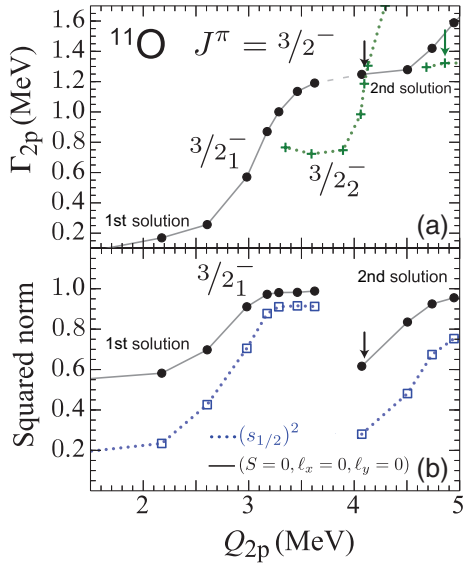 ¹¹O J^π = 3/2⁻
1.6
1.4
1.2
1.0
0.8
0.6
0.4
0.2
Γ₂ₚ (MeV)
2nd solution
3/2₁⁻
3/2₂⁻
1st solution
(a)
3/2₁⁻
2nd solution
1st solution
1.0
0.8
0.6
0.4
0.2
Squared norm
(s₁/₂)²
(S = 0, ℓₓ = 0, ℓᵧ = 0)
(b)
2 3 4 5
Q₂ₚ (MeV)